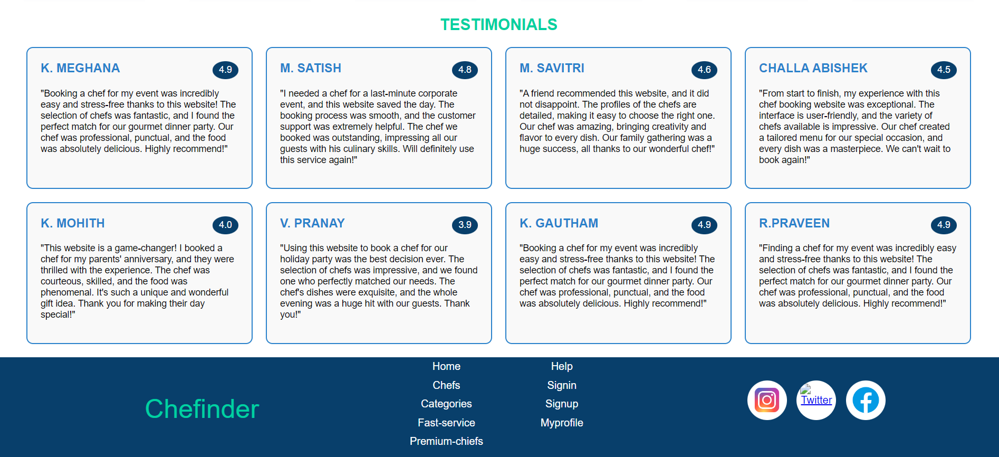 TESTIMONIALS
K. MEGHANA
4.9
"Booking a chef for my event was incredibly
easy and stress-free thanks to this website! The
selection of chefs was fantastic, and I found the
perfect match for our gourmet dinner party. Our
chef was professional, punctual, and the food
was absolutely delicious. Highly recommend!"
M. SATISH
4.8
"I needed a chef for a last-minute corporate
event, and this website saved the day. The
booking process was smooth, and the customer
support was extremely helpful. The chef we
booked was outstanding, impressing all our
guests with his culinary skills. Will definitely use
this service again!"
M. SAVITRI
4.6
"A friend recommended this website, and it did
not disappoint. The profiles of the chefs are
detailed, making it easy to choose the right one.
Our chef was amazing, bringing creativity and
flavor to every dish. Our family gathering was a
huge success, all thanks to our wonderful chef!"
CHALLA ABISHEK
4.5
"From start to finish, my experience with this
chef booking website was exceptional. The
interface is user-friendly, and the variety of
chefs available is impressive. Our chef created
a tailored menu for our special occasion, and
every dish was a masterpiece. We can't wait to
book again!"
K. MOHITH
4.0
"This website is a game-changer! I booked a
chef for my parents' anniversary, and they were
thrilled with the experience. The chef was
courteous, skilled, and the food was
phenomenal. It's such a unique and wonderful
gift idea. Thank you for making their day
special!"
V. PRANAY
3.9
"Using this website to book a chef for our
holiday party was the best decision ever. The
selection of chefs was impressive, and we found
one who perfectly matched our needs. The
chef's dishes were exquisite, and the whole
evening was a huge hit with our guests. Thank
you!"
K. GAUTHAM
4.9
"Booking a chef for my event was incredibly
easy and stress-free thanks to this website! The
selection of chefs was fantastic, and I found the
perfect match for our gourmet dinner party. Our
chef was professional, punctual, and the food
was absolutely delicious. Highly recommend!"
R.PRAVEEN
4.9
"Finding a chef for my event was incredibly easy
and stress-free thanks to this website! The
selection of chefs was fantastic, and I found the
perfect match for our gourmet dinner party. Our
chef was professional, punctual, and the food
was absolutely delicious. Highly recommend!"
Chefinder
Home
Chefs
Categories
Fast-service
Premium-chiefs
Help
Signin
Signup
Myprofile
Twitter